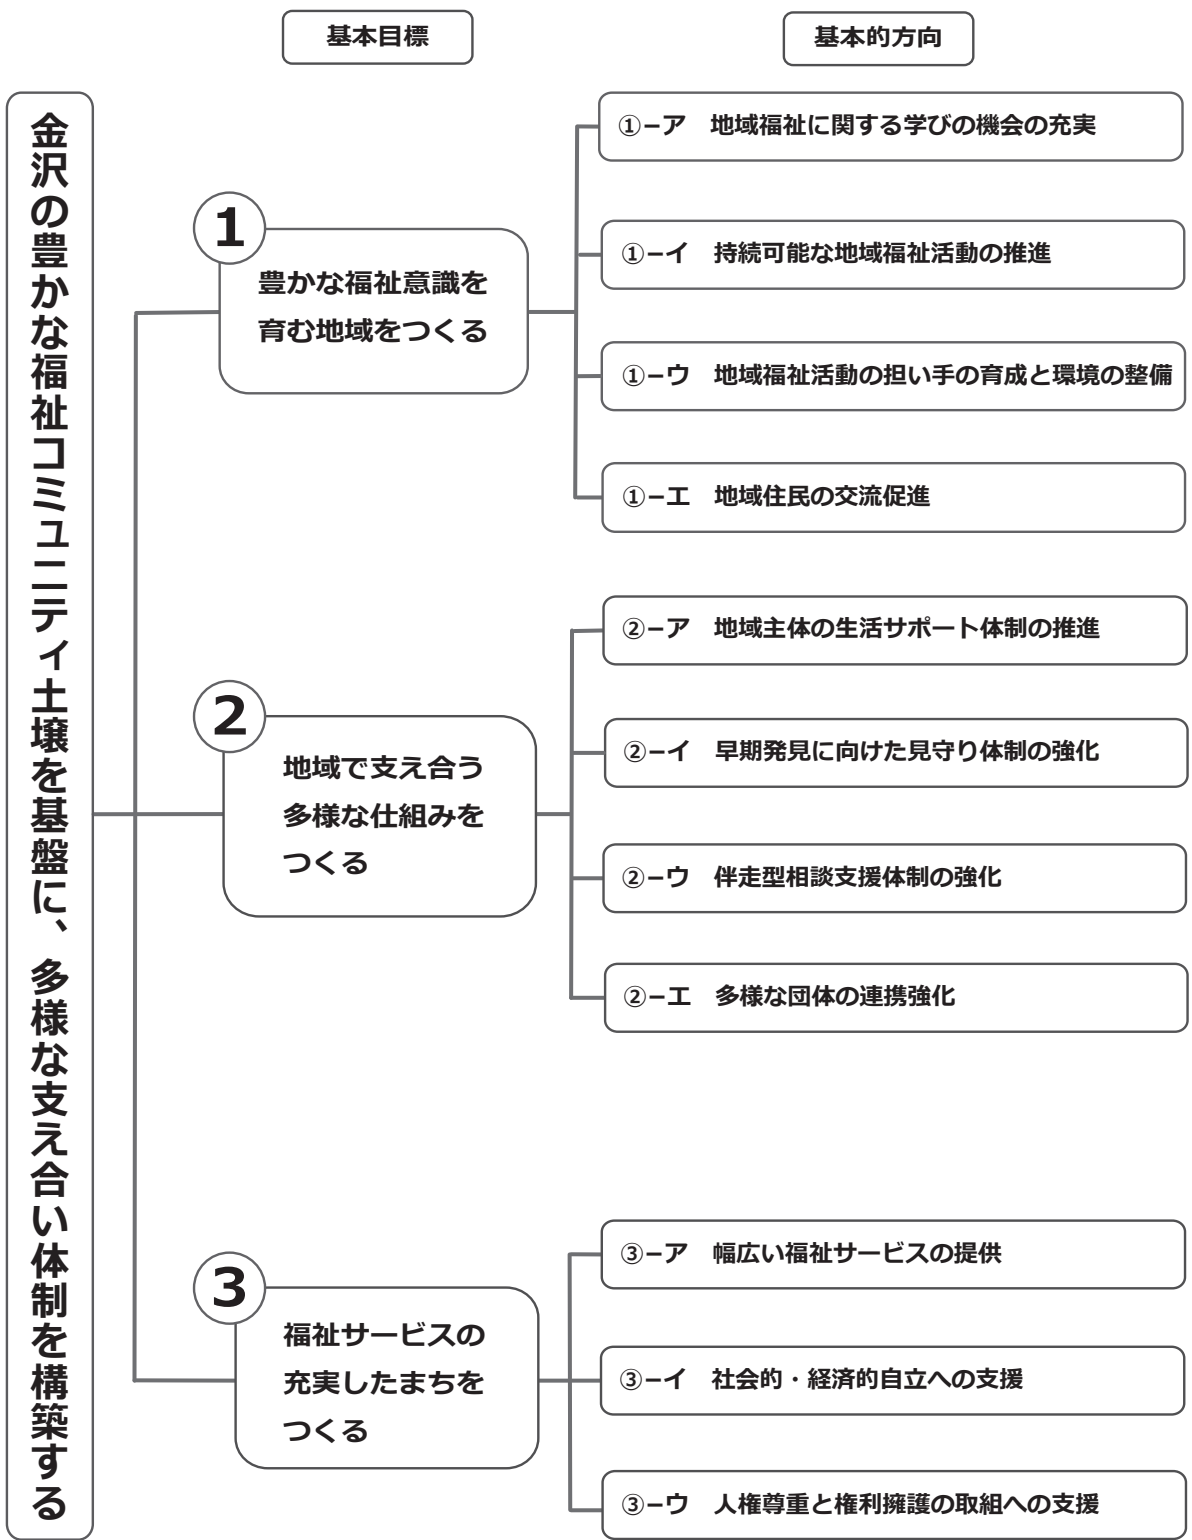 基本目標
基本的方向
金沢の豊かな福祉コミュニティ土壌を基盤に、多様な支え合い体制を構築する
1
豊かな福祉意識を
育む地域をつくる
①−ア 地域福祉に関する学びの機会の充実
①−イ 持続可能な地域福祉活動の推進
①−ウ 地域福祉活動の担い手の育成と環境の整備
①−エ 地域住民の交流促進
2
地域で支え合う
多様な仕組みを
つくる
②−ア 地域主体の生活サポート体制の推進
②−イ 早期発見に向けた見守り体制の強化
②−ウ 伴走型相談支援体制の強化
②−エ 多様な団体の連携強化
3
福祉サービスの
充実したまちを
つくる
③−ア 幅広い福祉サービスの提供
③−イ 社会的・経済的自立への支援
③−ウ 人権尊重と権利擁護の取組への支援